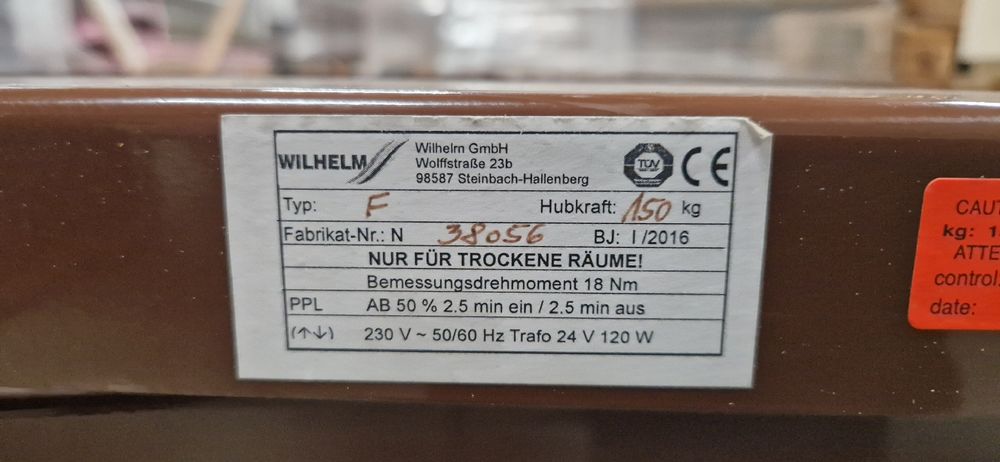 WILHELM
Wilhelm GmbH
Wolffstraße 23b
98587 Steinbach-Hallenberg
TÜV
CE
Typ: F Hubkraft: 150 kg
Fabrikat-Nr.: N 38056 BJ: I /2016
NUR FÜR TROCKENE RÄUME!
Bemessungsdrehmoment 18 Nm
PPL AB 50 % 2.5 min ein / 2.5 min aus
(↑↓) 230 V ~ 50/60 Hz Trafo 24 V 120 W
kg:
control:
date: